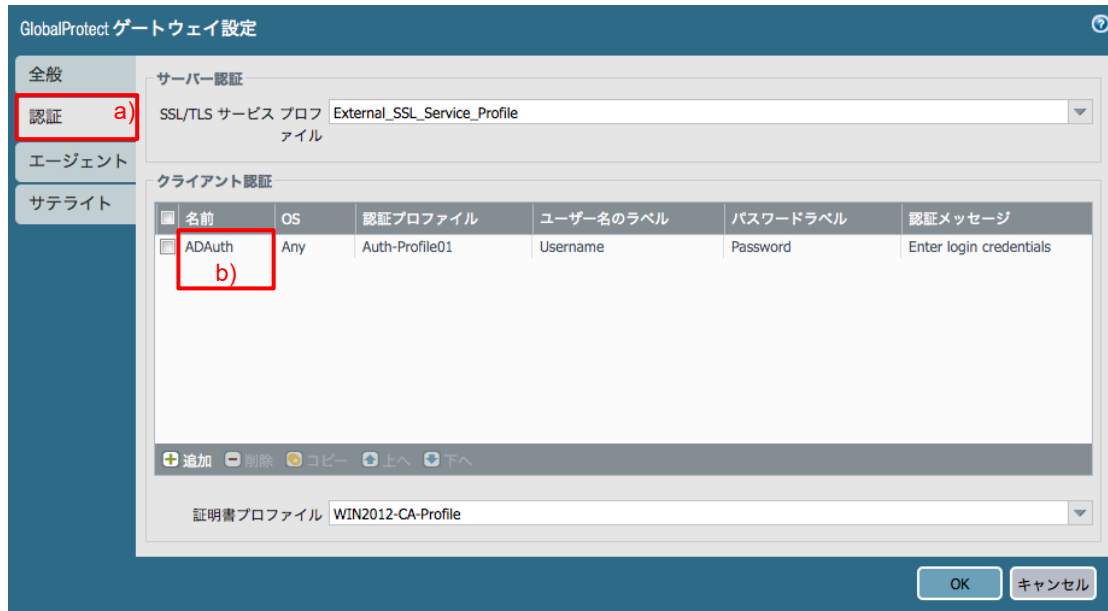 GlobalProtect ゲートウェイ設定
全般
認証 a)
エージェント
サテライト
サーバー認証
SSL/TLS サービス プロフ
ァイル
External_SSL_Service_Profile
クライアント認証
名前 OS 認証プロファイル ユーザー名のラベル パスワードラベル 認証メッセージ
ADAuth Any Auth-Profile01 Username Password Enter login credentials
b)
追加 削除 コピー 上へ 下へ
証明書プロファイル WIN2012-CA-Profile
OK キャンセル